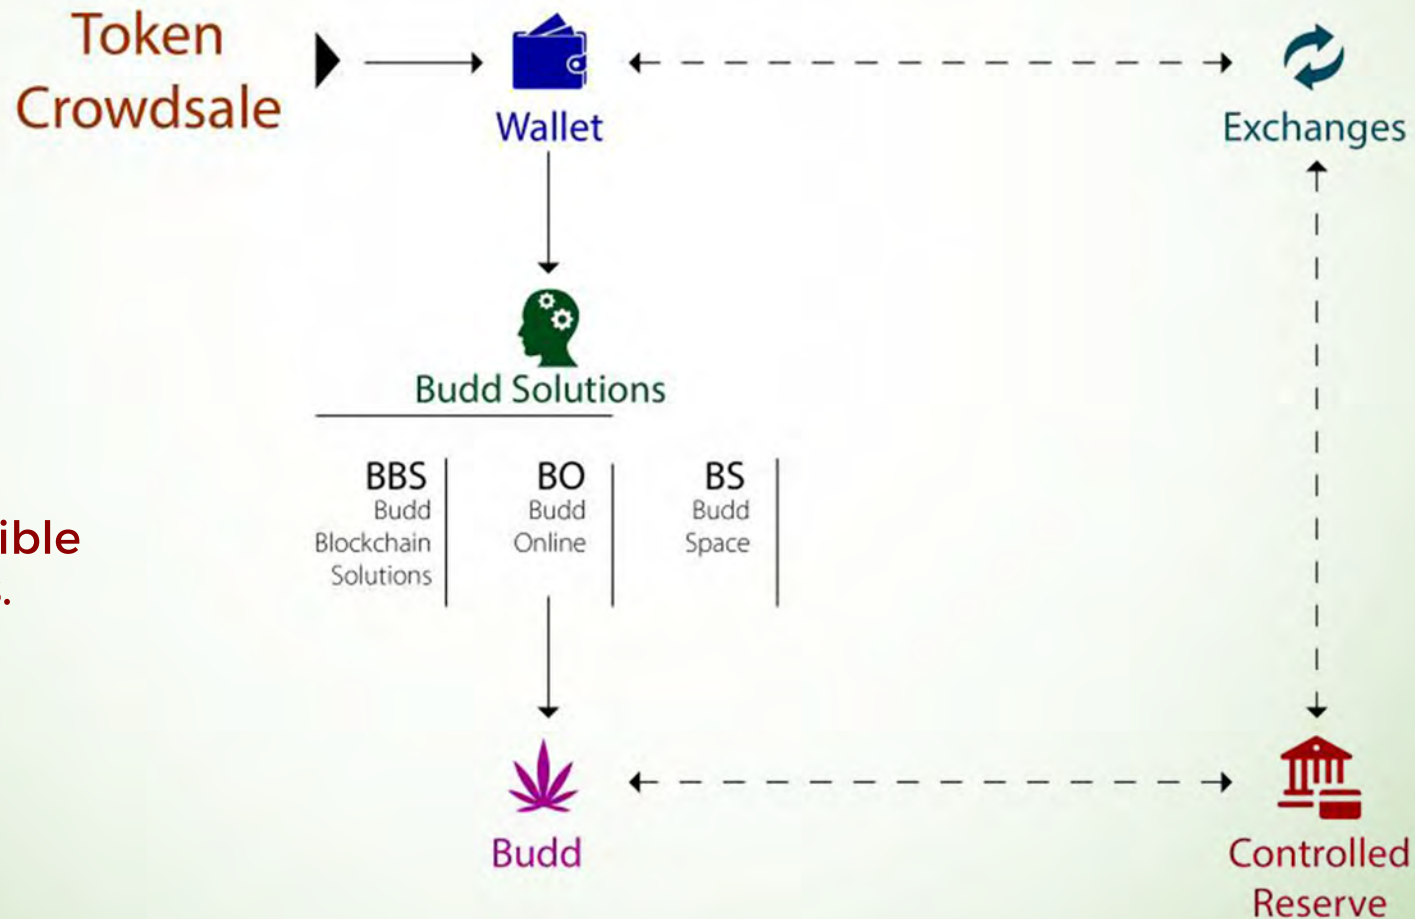 Token
Crowdsale
Wallet
Exchanges
Budd Solutions
BBS
Budd
Blockchain
Solutions
BO
Budd
Online
BS
Budd
Space
Budd
Controlled
Reserve